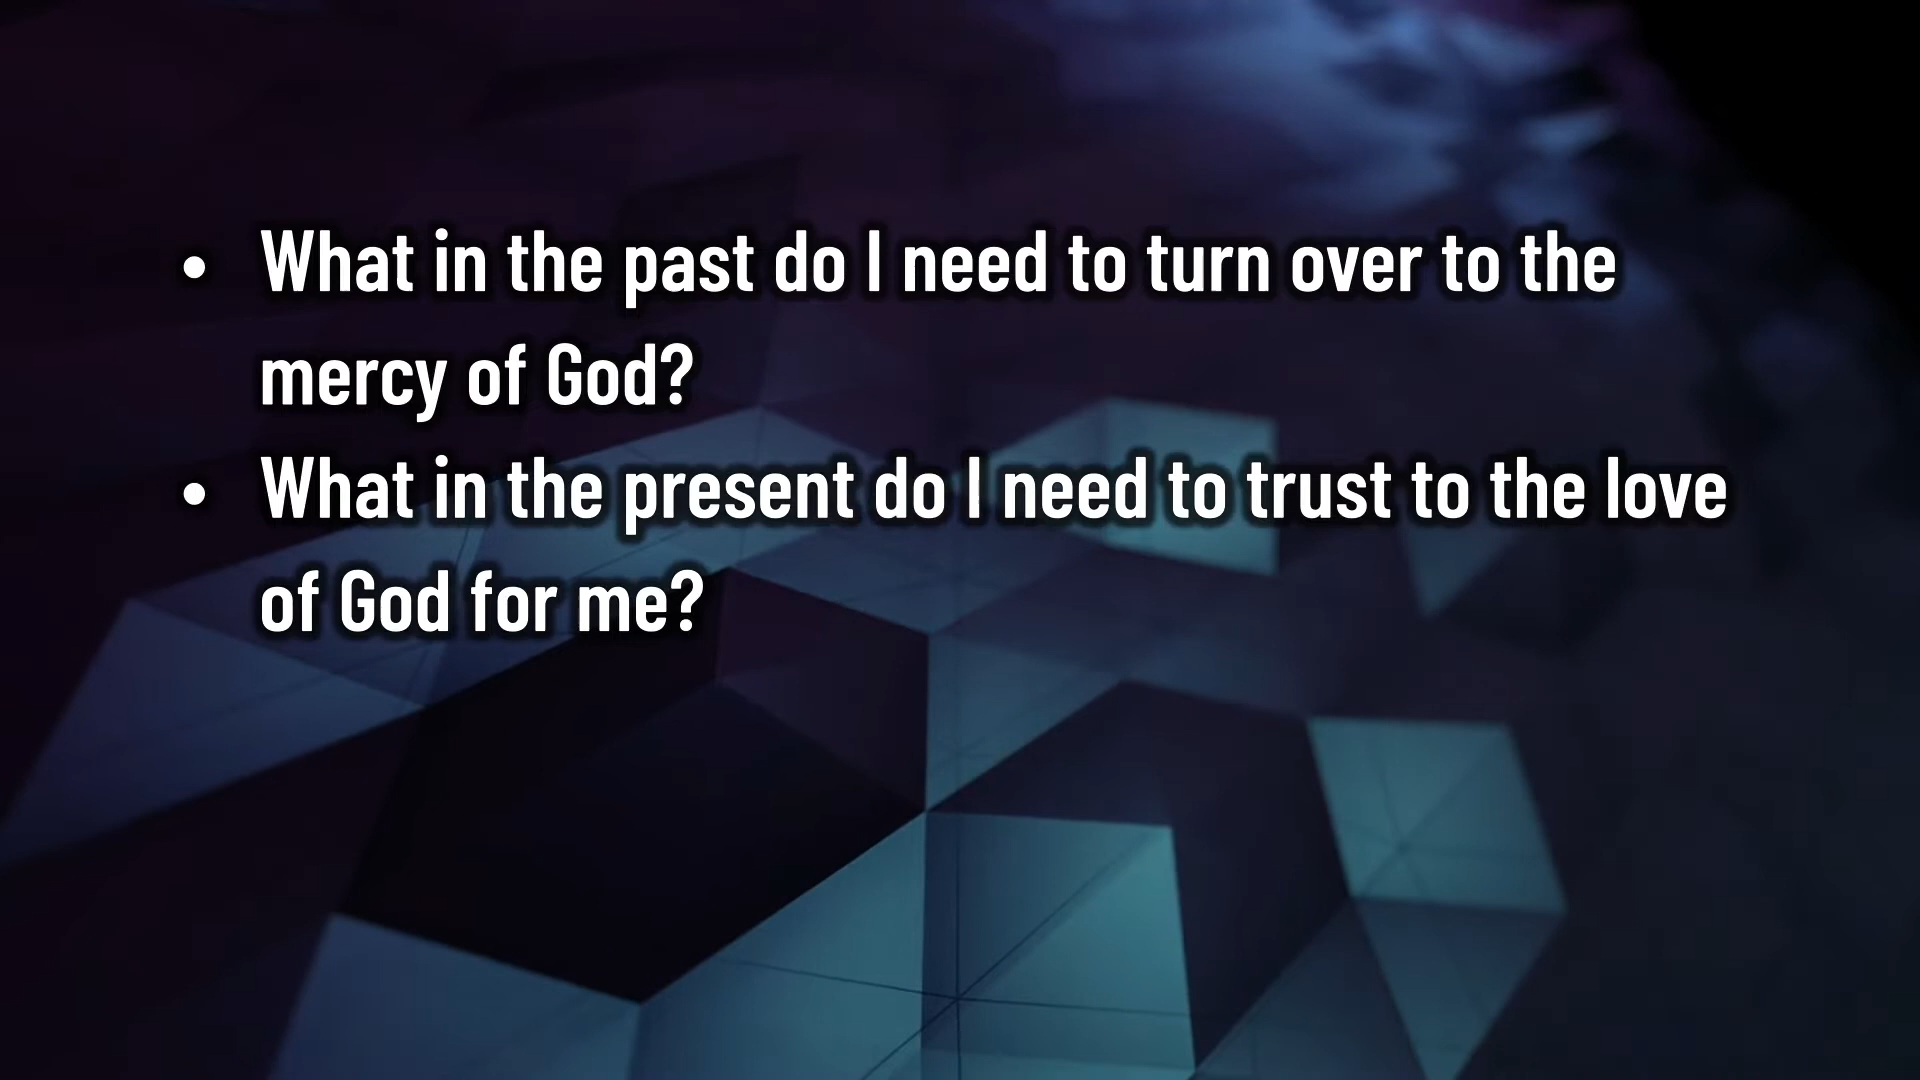 • What in the past do I need to turn over to the
mercy of God?
• What in the present do I need to trust to the love
of God for me?